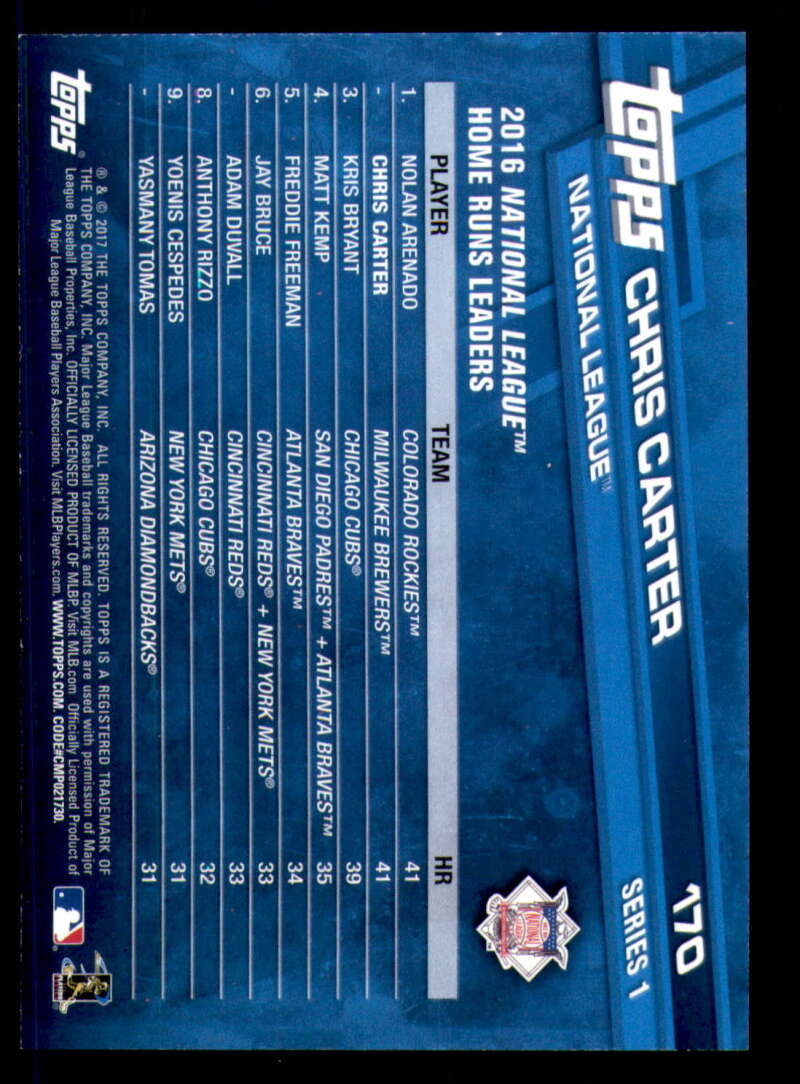 topps CHRIS CARTER 170
NATIONAL LEAGUE™ SERIES 1
2016 NATIONAL LEAGUE™
HOME RUNS LEADERS
PLAYER TEAM HR
1. NOLAN ARENADO COLORADO ROCKIES™ 41
- CHRIS CARTER MILWAUKEE BREWERS™ 41
3. KRIS BRYANT CHICAGO CUBS® 39
4. MATT KEMP SAN DIEGO PADRES™ + ATLANTA BRAVES™ 35
5. FREDDIE FREEMAN ATLANTA BRAVES™ 34
6. JAY BRUCE CINCINNATI REDS® + NEW YORK METS® 33
- ADAM DUVALL CINCINNATI REDS® 33
8. ANTHONY RIZZO CHICAGO CUBS® 32
9. YOENIS CESPEDES NEW YORK METS® 31
- YASMANY TOMAS ARIZONA DIAMONDBACKS® 31
topps®
® & © 2017 THE TOPPS COMPANY, INC. ALL RIGHTS RESERVED. TOPPS IS A REGISTERED TRADEMARK OF
THE TOPPS COMPANY, INC. Major League Baseball trademarks and copyrights are used with permission of Major
League Baseball Properties, Inc. OFFICIALLY LICENSED PRODUCT OF MLBP. Visit MLB.com Officially Licensed Product of
Major League Baseball Players Association. Visit MLBPlayers.com. WWW.TOPPS.COM. CODE#CMP021730.